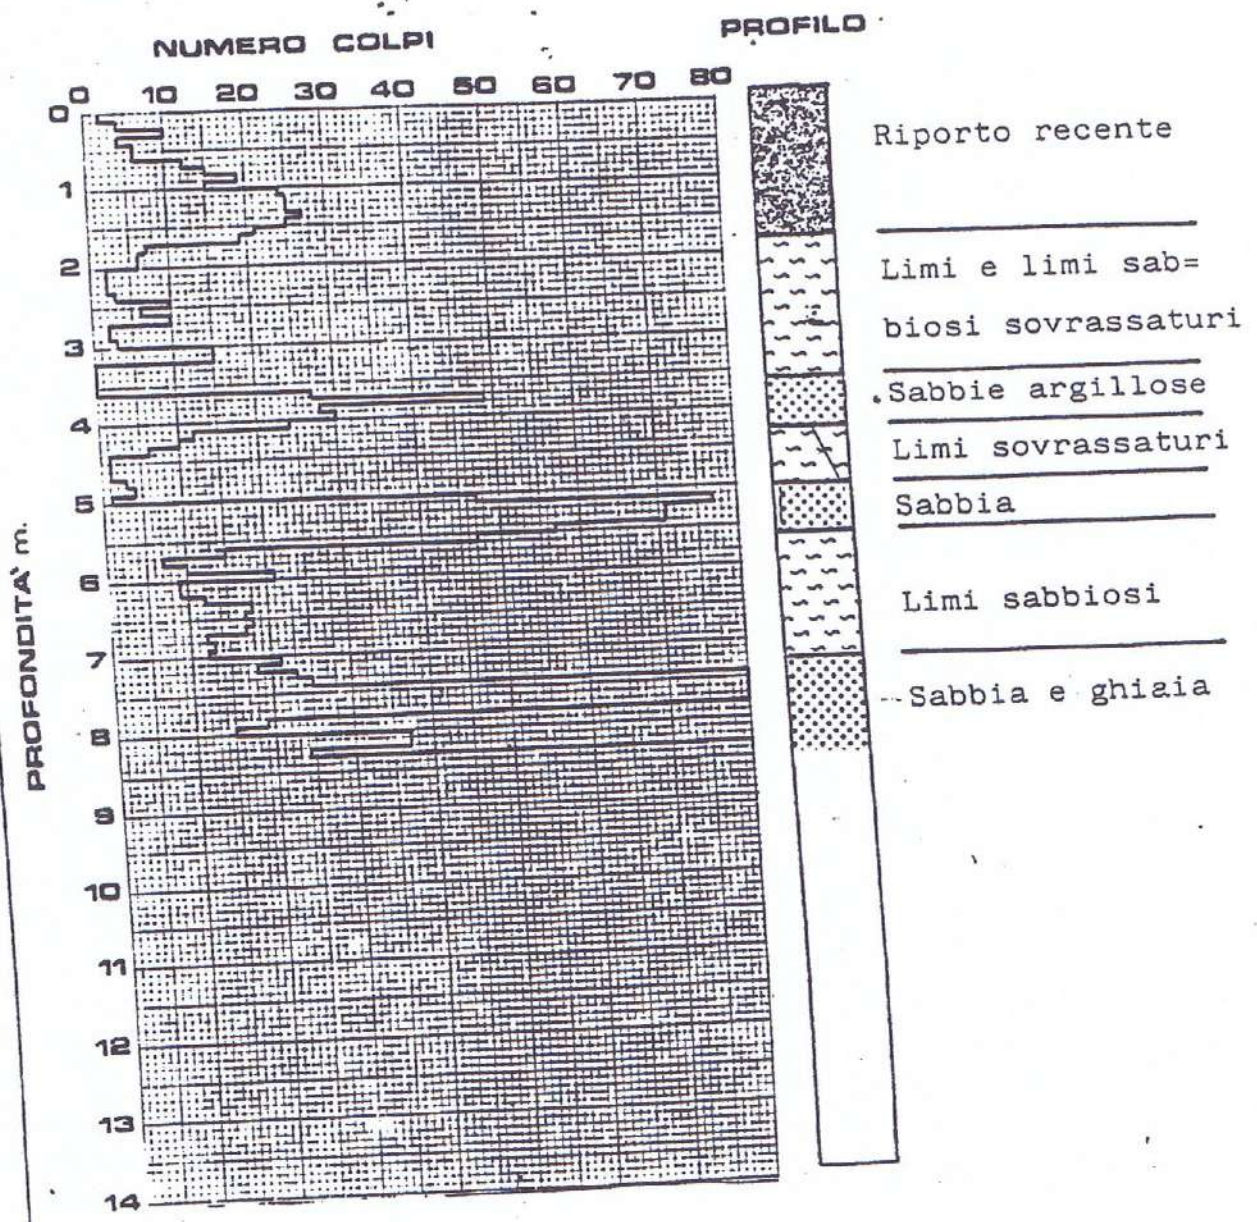 NUMERO COLPI
PROFILO
0 10 20 30 40 50 60 70 80
0
1
2
3
4
5
6
7
8
9
10
11
12
13
14
PROFONDITA' m.
Riporto recente
Limi e limi sab=
biosi sovrassaturi
Sabbie argillose
Limi sovrassaturi
Sabbia
Limi sabbiosi
Sabbia e ghiaia